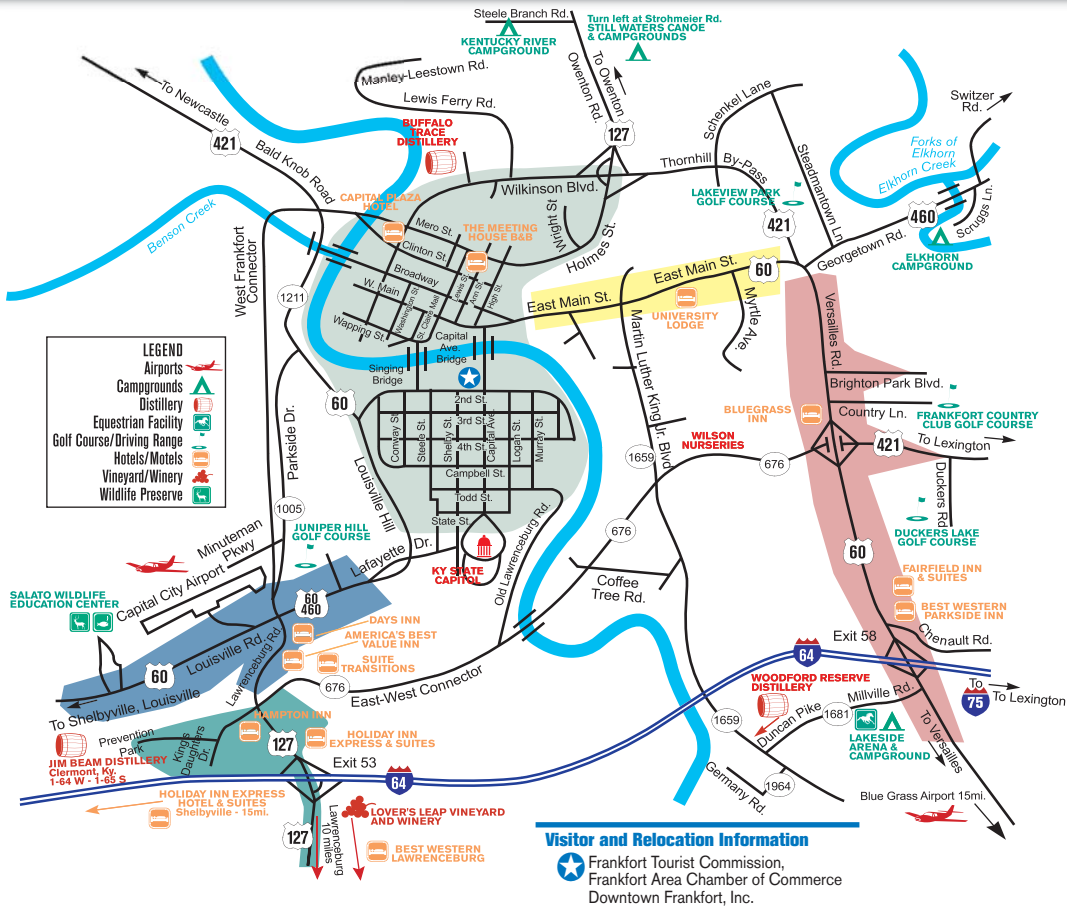 Steele Branch Rd.
KENTUCKY RIVER
CAMPGROUND
Turn left at Strohmeier Rd.
STILL WATERS CANOE
& CAMPGROUNDS
To Owenton
Owenton Rd.
127
Manley-Leestown Rd.
Lewis Ferry Rd.
To Newcastle
421
Bald Knob Road
BUFFALO
TRACE
DISTILLERY
Schenkel Lane
Switzer
Rd.
Steadmantown Ln
Forks of
Elkhorn
Elkhorn Creek
Thornhill
By-Pass
Wilkinson Blvd.
LAKEVIEW PARK
GOLF COURSE
421
460
Scruggs Ln.
Georgetown Rd.
ELKHORN
CAMPGROUND
CAPITAL PLAZA
HOTEL
Benson Creek
Mero St.
Clinton St.
THE MEETING
HOUSE B&B
Wright St
Holmes St.
Broadway
W. Main
Washington St.
St. Claire Mall
Lewis St.
Ann St.
High St.
Wapping St.
West Frankfort
Connector
1211
East Main St.
60
East Main St.
UNIVERSITY
LODGE
Myrtle Ave.
Versailles Rd.
Martin Luther King Jr. Blvd
Capital
Ave.
Bridge
Singing
Bridge
LEGEND
Airports
Campgrounds
Distillery
Equestrian Facility
Golf Course/Driving Range
Hotels/Motels
Vineyard/Winery
Wildlife Preserve
60
2nd St.
3rd St.
4th St.
Conway St.
Steele St.
Shelby St.
Capital Ave.
Logan St.
Murray St.
Campbell St.
Todd St.
State St.
Brighton Park Blvd.
Country Ln.
BLUEGRASS
INN
FRANKFORT COUNTRY
CLUB GOLF COURSE
421
To Lexington
WILSON
NURSERIES
676
1659
Duckers Rd
DUCKERS LAKE
GOLF COURSE
Parkside Dr.
Louisville Hill
1005
Minuteman
Pkwy
JUNIPER HILL
GOLF COURSE
Lafayette
Dr.
KY STATE
CAPITOL
Old Lawrenceburg Rd.
676
60
Coffee
Tree Rd.
FAIRFIELD INN
& SUITES
BEST WESTERN
PARKSIDE INN
Capital City Airport
SALATO WILDLIFE
EDUCATION CENTER
60
460
DAYS INN
AMERICA'S BEST
VALUE INN
SUITE
TRANSITIONS
Louisville Rd.
Lawrenceburg Rd.
60
To Shelbyville, Louisville
676
East-West Connector
Exit 58
Chenault Rd.
64
To
75
To Lexington
WOODFORD RESERVE
DISTILLERY
Millville Rd.
1681
Duncan Pike
1659
LAKESIDE
ARENA &
CAMPGROUND
To Versailles
HAMPTON INN
127
HOLIDAY INN
EXPRESS & SUITES
Prevention
Park
King's
Daughters
Dr.
JIM BEAM DISTILLERY
Clermont, Ky.
1-64 W - 1-65 S
Exit 53
64
Germany Rd.
1964
Blue Grass Airport 15mi.
HOLIDAY INN EXPRESS
HOTEL & SUITES
Shelbyville - 15mi.
127
Lawrenceburg
10 miles
LOVER'S LEAP VINEYARD
AND WINERY
BEST WESTERN
LAWRENCEBURG
Visitor and Relocation Information
Frankfort Tourist Commission,
Frankfort Area Chamber of Commerce
Downtown Frankfort, Inc.